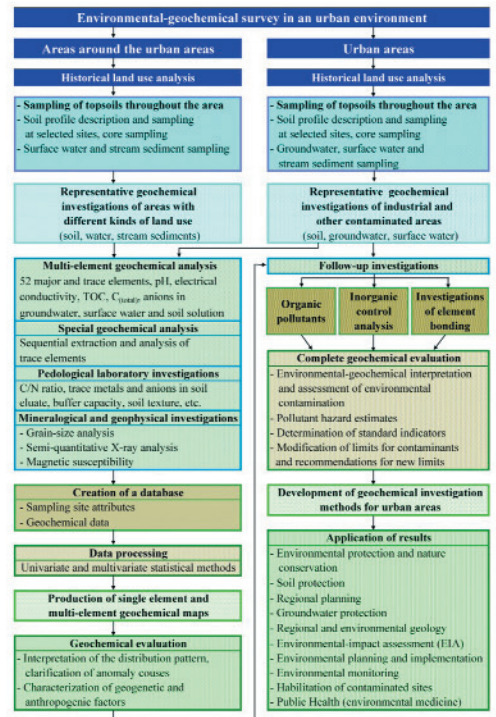 Environmental-geochemical survey in an urban environment
Areas around the urban areas
Historical land use analysis
- Sampling of topsoils throughout the area
- Soil profile description and sampling
at selected sites, core sampling
- Surface water and stream sediment sampling
Representative geochemical
investigations of areas with
different kinds of land use
(soil, water, stream sediments)
Multi-element geochemical analysis
52 major and trace elements, pH, electrical
conductivity, TOC, C(total), anions in
groundwater, surface water and soil solution
Special geochemical analysis
Sequential extraction and analysis of
trace elements
Pedological laboratory investigations
C/N ratio, trace metals and anions in soil
eluate, buffer capacity, soil texture, etc.
Mineralogical and geophysical investigations
- Grain-size analysis
- Semi-quantitative X-ray analysis
- Magnetic susceptibility
Creation of a database
- Sampling site attributes
- Geochemical data
Data processing
Univariate and multivariate statistical methods
Production of single element and
multi-element geochemical maps
Geochemical evaluation
- Interpretation of the distribution pattern,
clarification of anomaly couses
- Characterization of geogenetic and
anthropogenic factors
Urban areas
Historical land use analysis
- Sampling of topsoils throughout the area
- Soil profile description and sampling
at selected sites, core sampling
- Groundwater, surface water and
stream sediment sampling
Representative geochemical
investigations of industrial and
other contaminated areas
(soil, groundwater, surface water)
Follow-up investigations
Organic
pollutants
Inorganic
control
analysis
Investigations
of element
bonding
Complete geochemical evaluation
- Environmental-geochemical interpretation
and assessment of environmental
contamination
- Pollutant hazard estimates
- Determination of standard indicators
- Modification of limits for contaminants
and recommendations for new limits
Development of geochemical investigation
methods for urban areas
Application of results
- Environmental protection and nature
conservation
- Soil protection
- Regional planning
- Groundwater protection
- Regional and environmental geology
- Environmental-impact assessment (EIA)
- Environmental planning and implementation
- Environmental monitoring
- Habilitation of contaminated sites
- Public Health (environmental medicine)